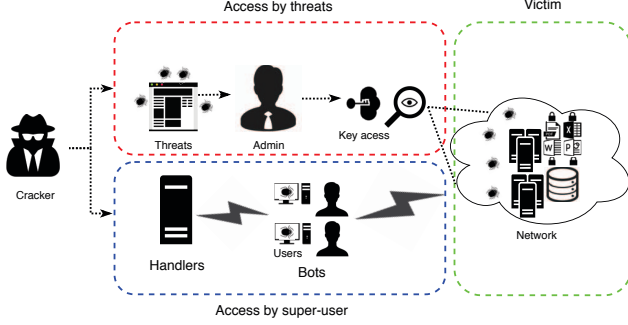 Access by threats
Victim
Threats
Admin
Key acess
Cracker
Users
Handlers
Bots
Network
Access by super-user
W
X
P